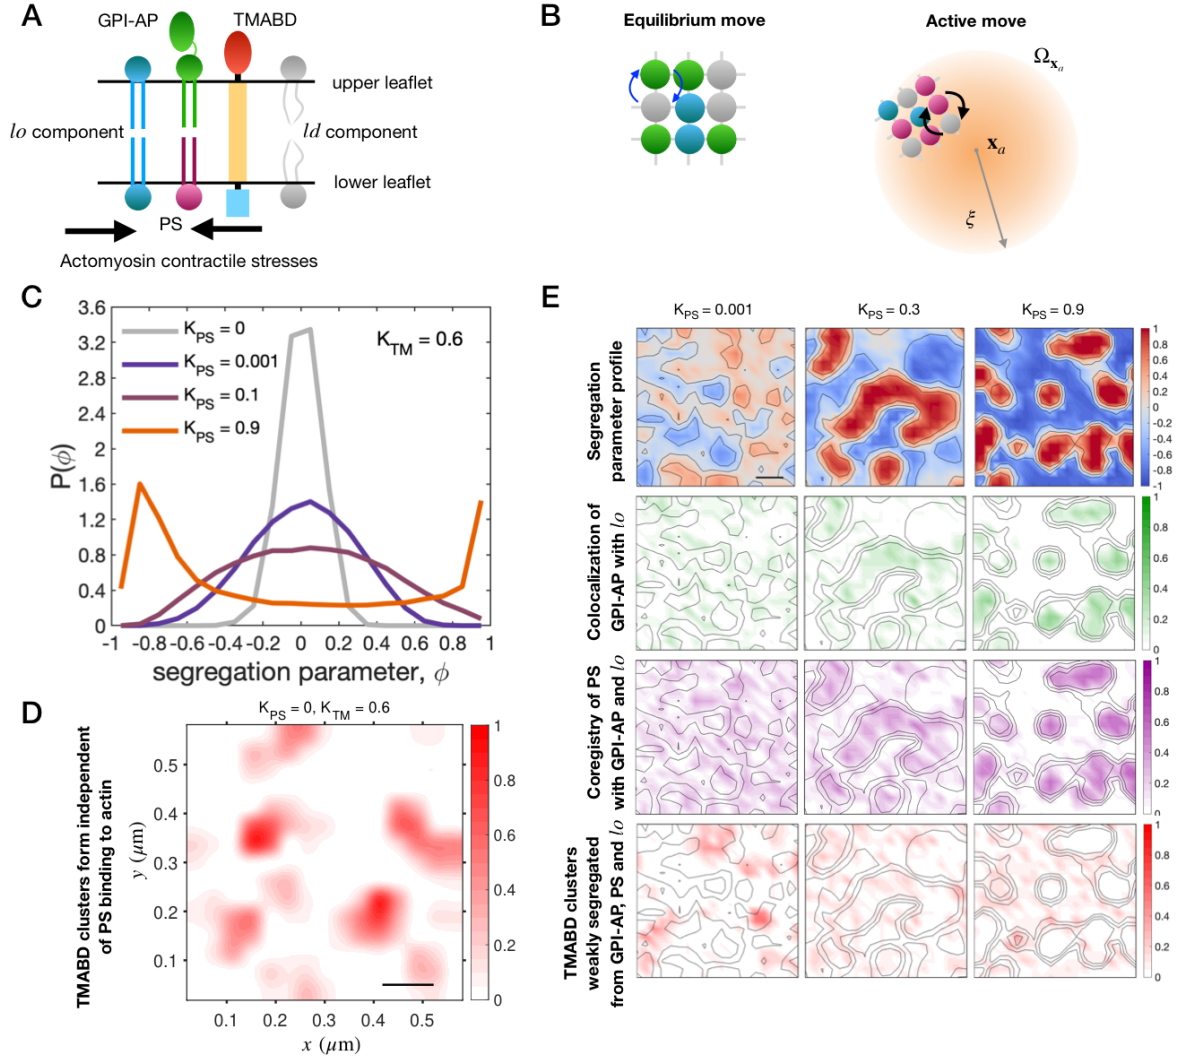 A
GPI-AP
TMABD
upper leaflet
lo component
ld component
lower leaflet
PS
Actomyosin contractile stresses
B
Equilibrium move
Active move
Ωxₐ
xₐ
ξ
C
3.6
3.2
2.8
2.4
2
1.6
1.2
0.8
0.4
0
P(ϕ)
K_PS = 0
K_PS = 0.001
K_PS = 0.1
K_PS = 0.9
K_TM = 0.6
-1 -0.8 -0.6 -0.4 -0.2 0 0.2 0.4 0.6 0.8 1
segregation parameter, ϕ
D
K_PS = 0, K_TM = 0.6
TMABD clusters form independent
of PS binding to actin
y (μm)
0.5
0.4
0.3
0.2
0.1
0.1 0.2 0.3 0.4 0.5
x (μm)
1
0.8
0.6
0.4
0.2
0
E
K_PS = 0.001
K_PS = 0.3
K_PS = 0.9
Segregation
parameter profile
1
0.8
0.6
0.4
0.2
0
-0.2
-0.4
-0.6
-0.8
-1
Colocalization of
GPI-AP with lo
1
0.8
0.6
0.4
0.2
0
Coregistry of PS
with GPI-AP and lo
1
0.8
0.6
0.4
0.2
0
TMABD clusters
weakly segregated
from GPI-AP, PS and lo
1
0.8
0.6
0.4
0.2
0